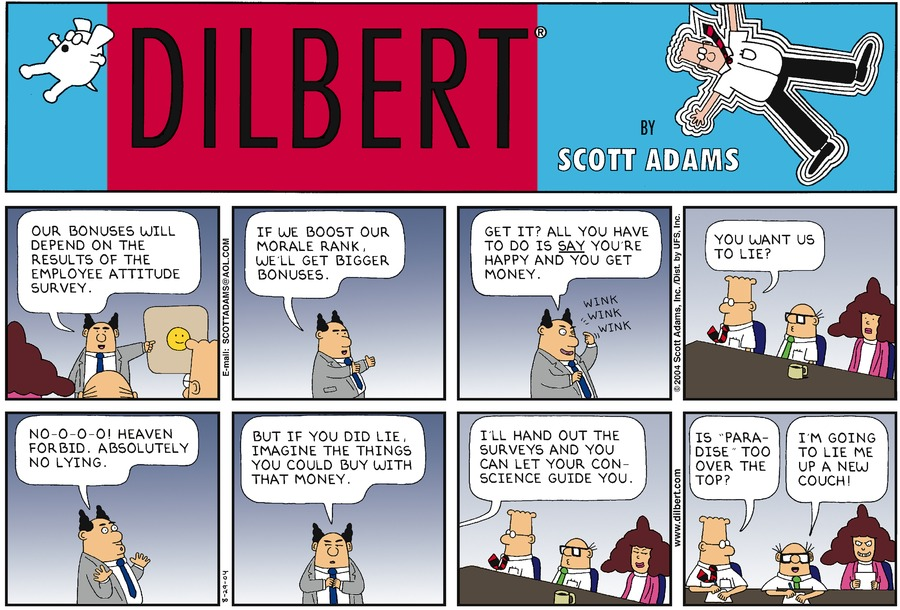 DILBERT®
BY
SCOTT ADAMS
OUR BONUSES WILL
DEPEND ON THE
RESULTS OF THE
EMPLOYEE ATTITUDE
SURVEY.
E-mail: SCOTTADAMS@AOL.COM
IF WE BOOST OUR
MORALE RANK,
WE'LL GET BIGGER
BONUSES.
GET IT? ALL YOU HAVE
TO DO IS SAY YOU'RE
HAPPY AND YOU GET
MONEY.
WINK
WINK
WINK
© 2004 Scott Adams, Inc./Dist. by UFS, Inc.
YOU WANT US
TO LIE?
NO-O-O-O! HEAVEN
FORBID. ABSOLUTELY
NO LYING.
8-29-04
BUT IF YOU DID LIE,
IMAGINE THE THINGS
YOU COULD BUY WITH
THAT MONEY.
I'LL HAND OUT THE
SURVEYS AND YOU
CAN LET YOUR CON-
SCIENCE GUIDE YOU.
www.dilbert.com
IS "PARA-
DISE" TOO
OVER THE
TOP?
I'M GOING
TO LIE ME
UP A NEW
COUCH!